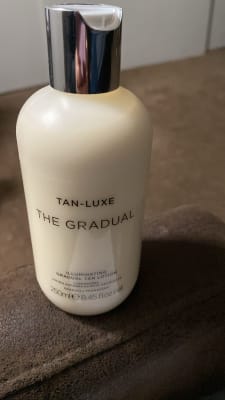 TAN-LUXE
THE GRADUAL
ILLUMINATING
GRADUAL TAN LOTION
250ml e 8.45 fl oz